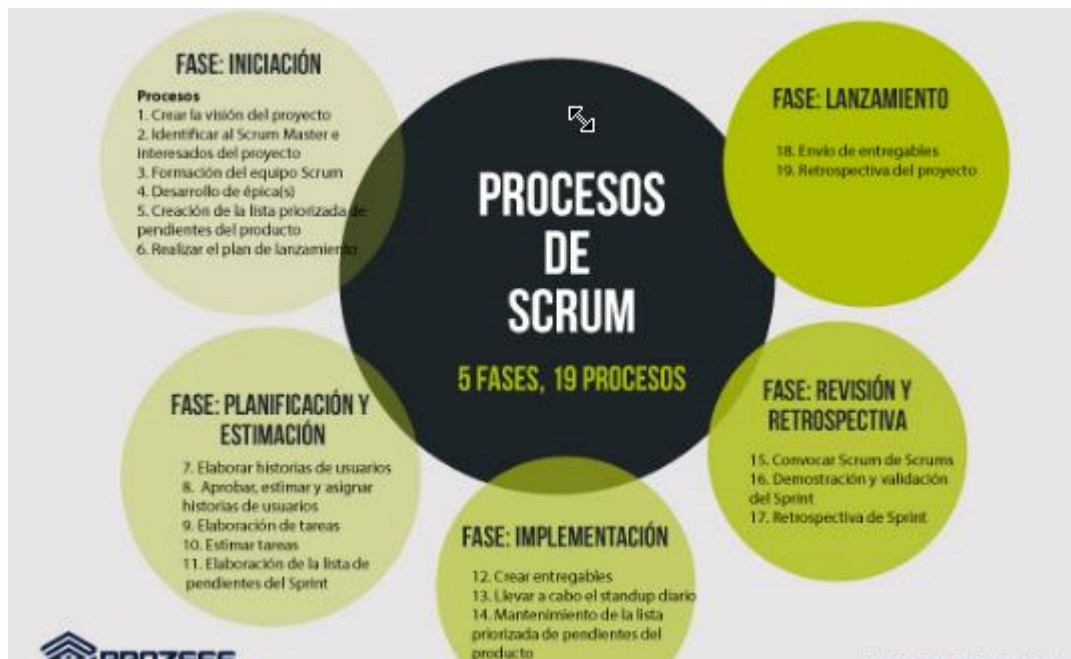 FASE: INICIACIÓN
Procesos
1. Crear la visión del proyecto
2. Identificar al Scrum Master e
interesados del proyecto
3. Formación del equipo Scrum
4. Desarrollo de épica(s)
5. Creación de la lista priorizada de
pendientes del producto
6. Realizar el plan de lanzamiento
FASE: PLANIFICACIÓN Y
ESTIMACIÓN
7. Elaborar historias de usuarios
8. Aprobar, estimar y asignar
historias de usuarios
9. Elaboración de tareas
10. Estimar tareas
11. Elaboración de la lista de
pendientes del Sprint
PROCESOS
DE
SCRUM
5 FASES, 19 PROCESOS
FASE: IMPLEMENTACIÓN
12. Crear entregables
13. Llevar a cabo el standup diario
14. Mantenimiento de la lista
priorizada de pendientes del
producto
FASE: REVISIÓN Y
RETROSPECTIVA
15. Convocar Scrum de Scrums
16. Demostración y validación
del Sprint
17. Retrospectiva de Sprint
FASE: LANZAMIENTO
18. Envío de entregables
19. Retrospectiva del proyecto